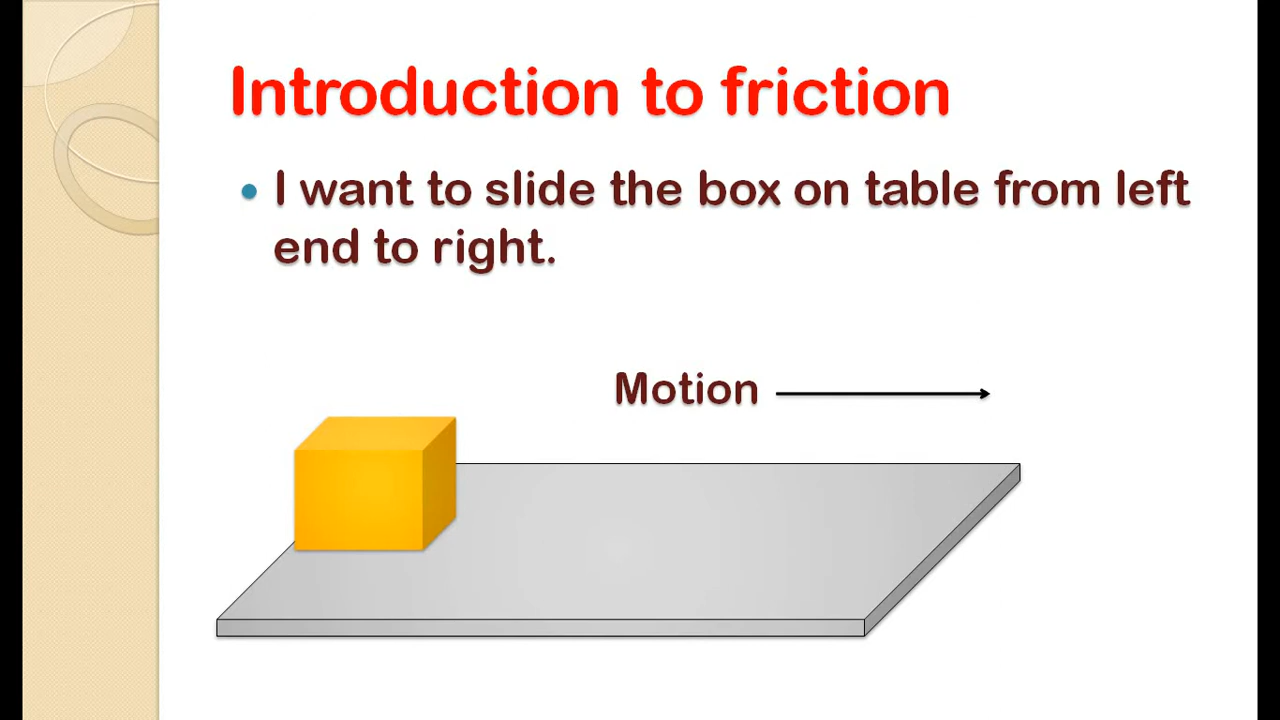 Introduction to friction
• I want to slide the box on table from left
end to right.
Motion